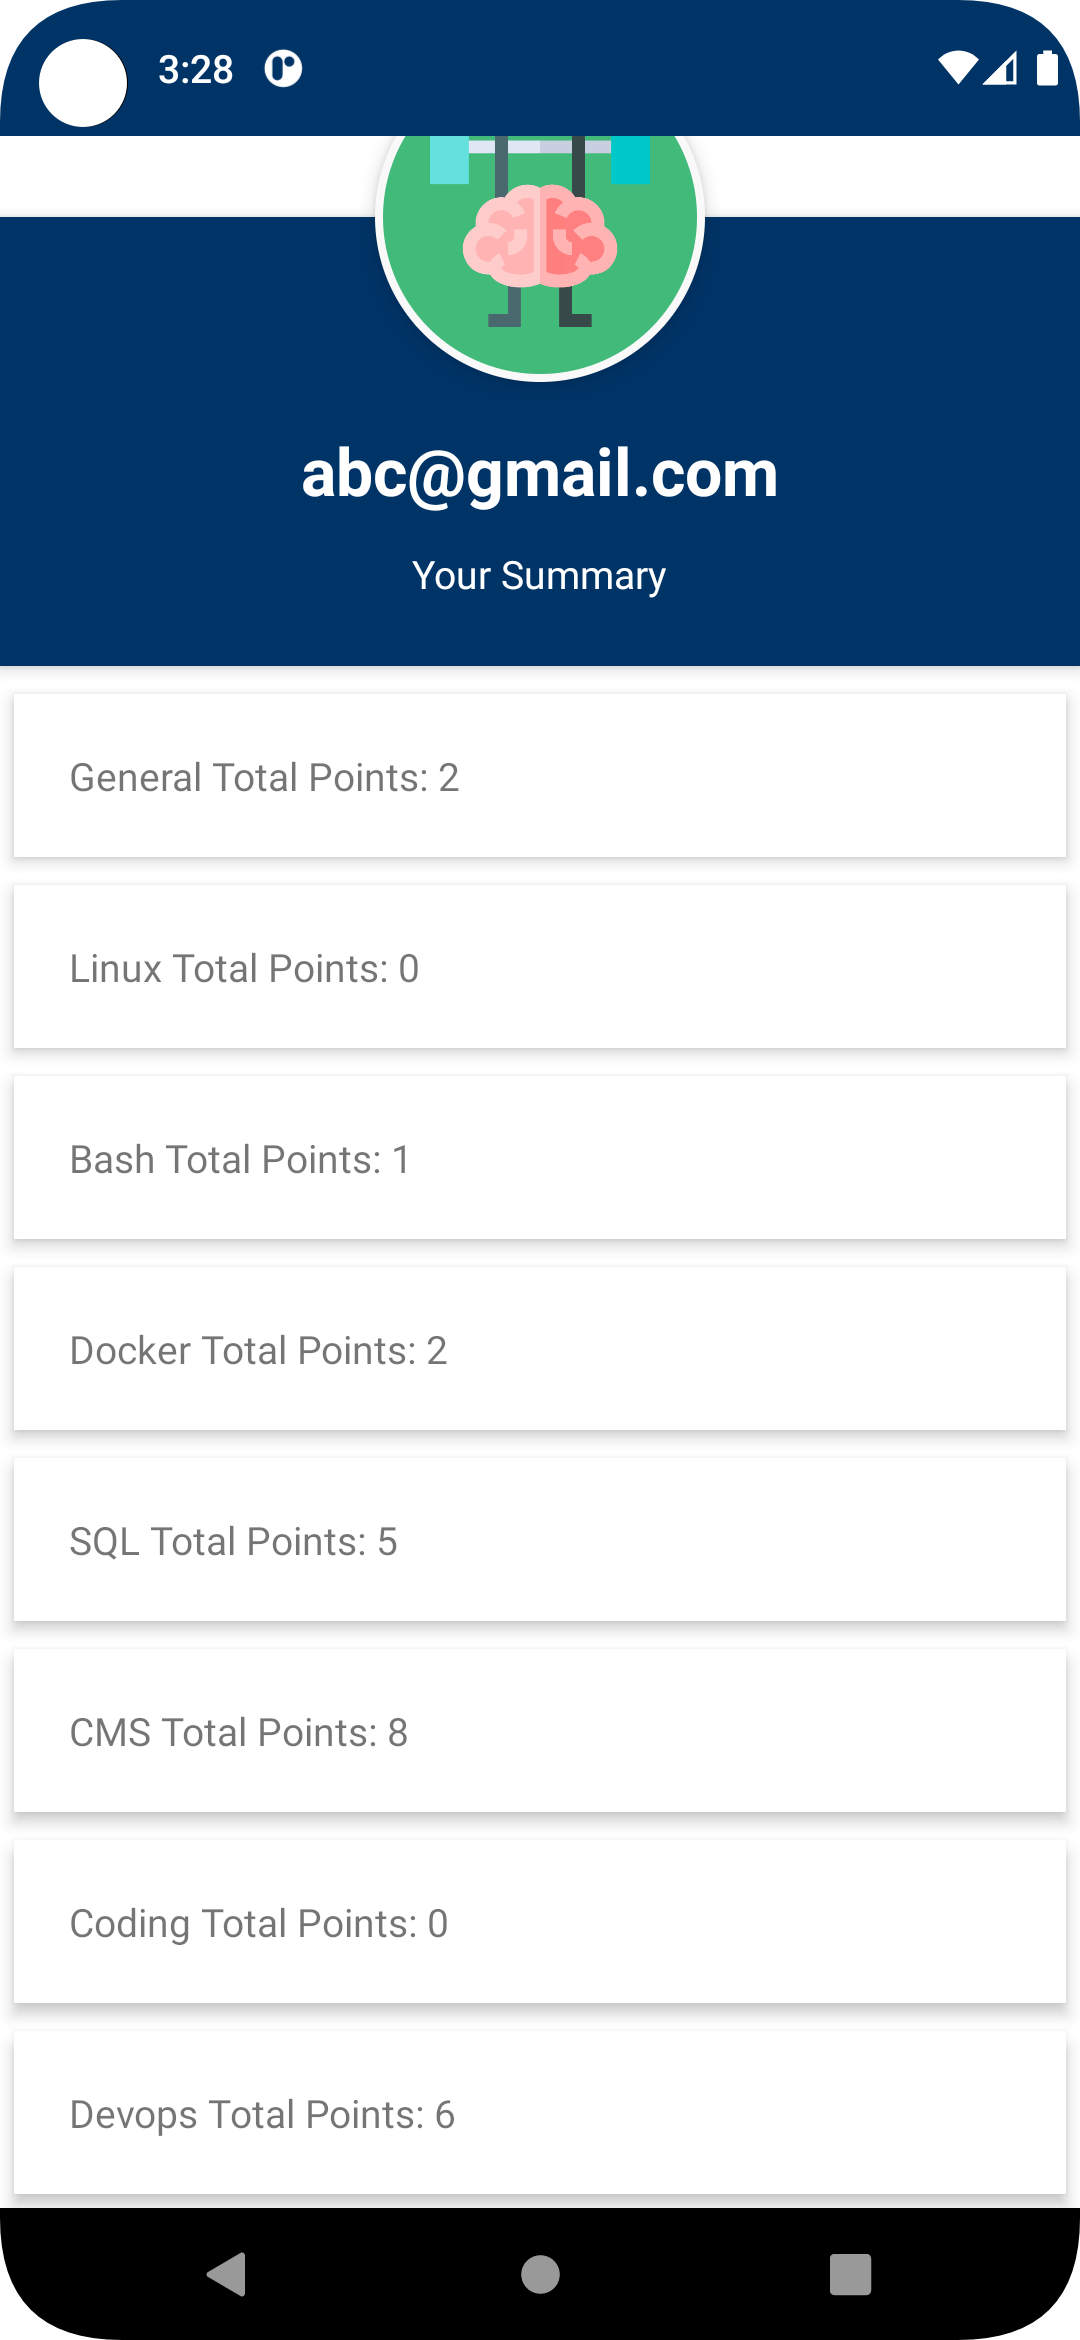 3:28
abc@gmail.com
Your Summary
General Total Points: 2
Linux Total Points: 0
Bash Total Points: 1
Docker Total Points: 2
SQL Total Points: 5
CMS Total Points: 8
Coding Total Points: 0
Devops Total Points: 6